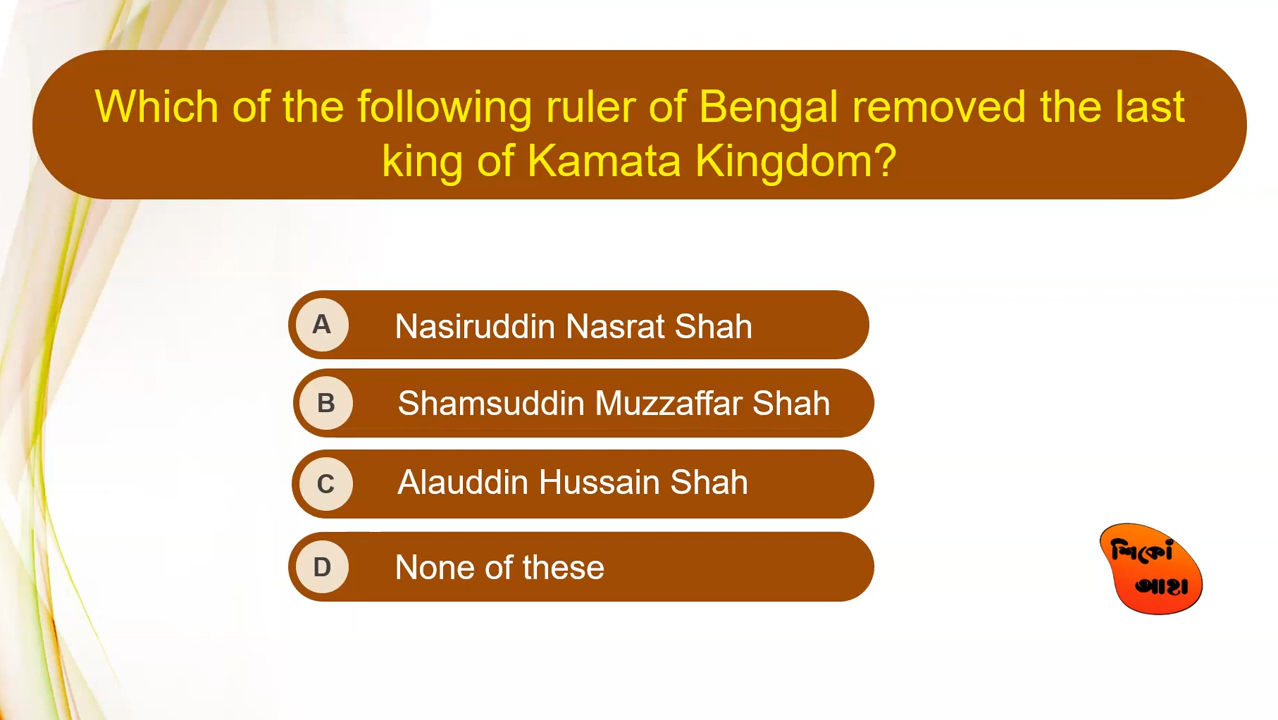 Which of the following ruler of Bengal removed the last
king of Kamata Kingdom?
A Nasiruddin Nasrat Shah
B Shamsuddin Muzzaffar Shah
C Alauddin Hussain Shah
D None of these
শিকোঁ
আহা